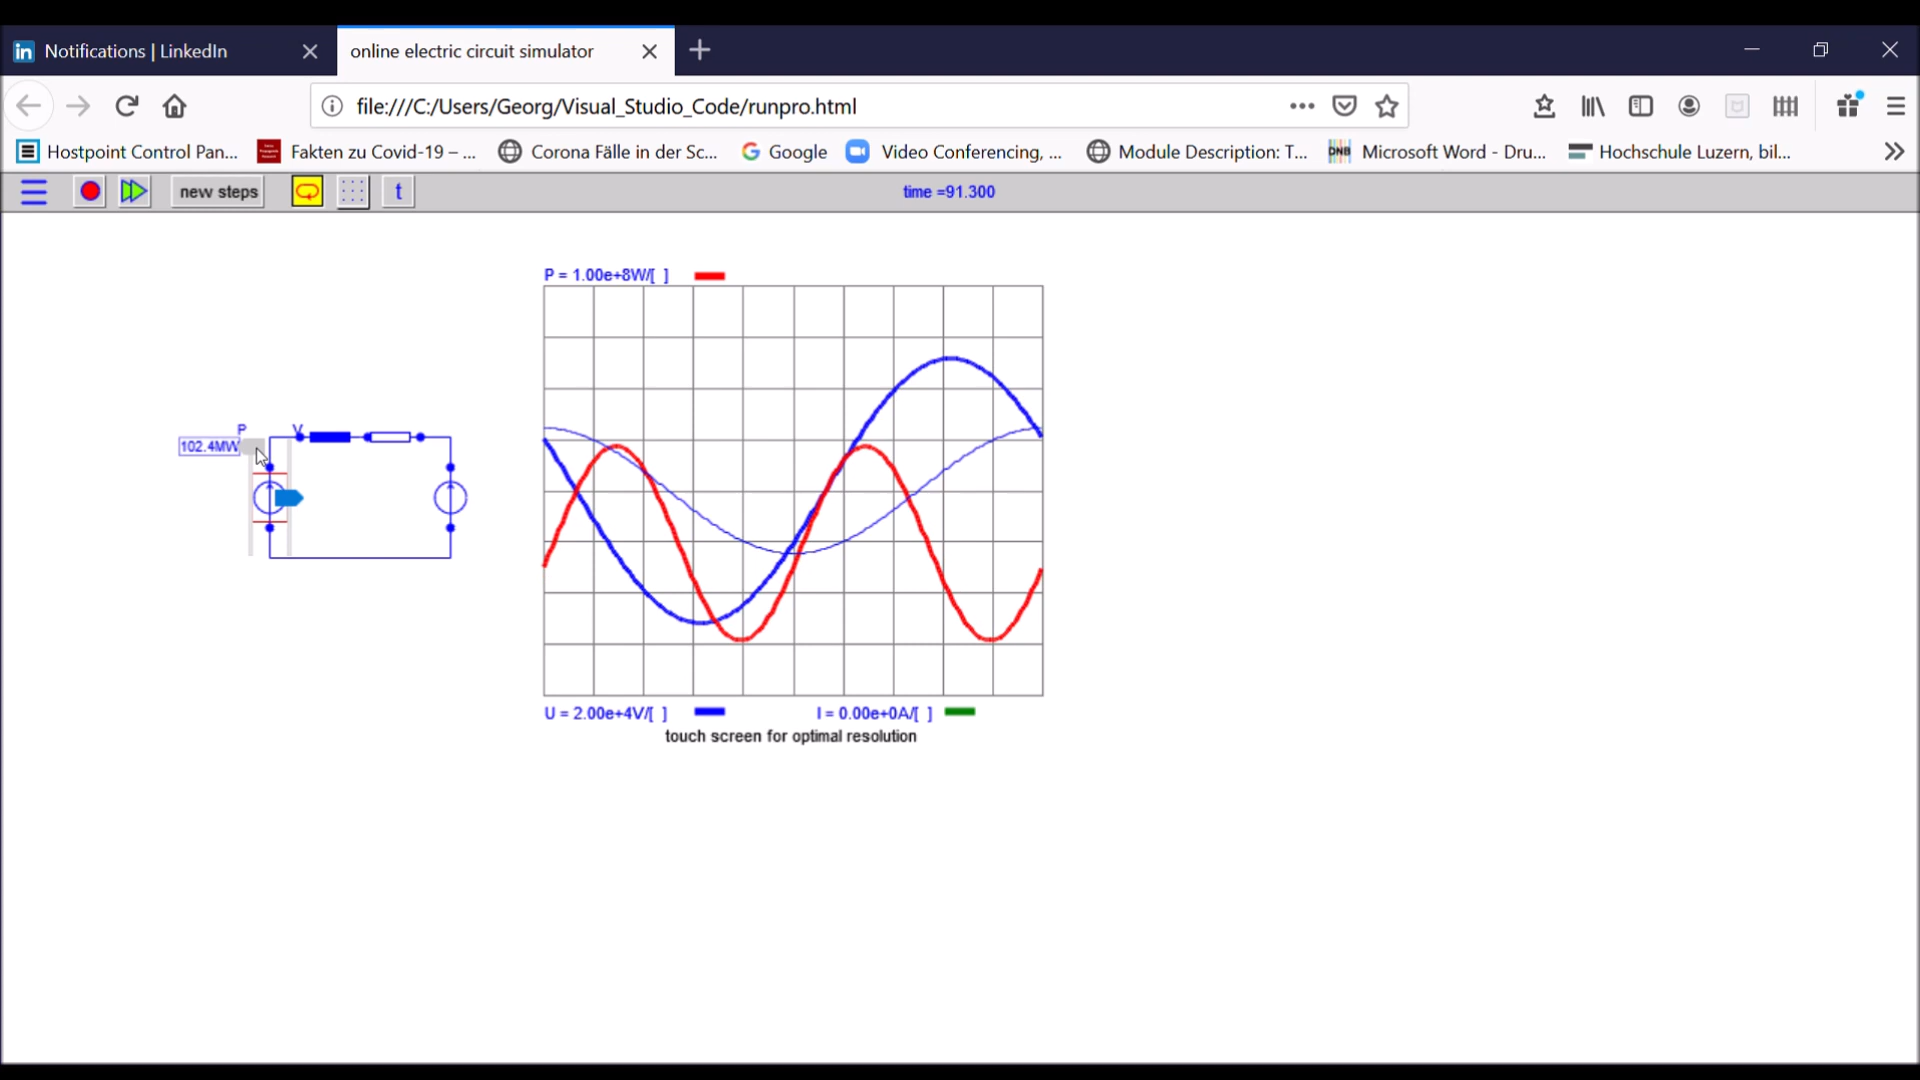 in Notifications | LinkedIn
online electric circuit simulator
file:///C:/Users/Georg/Visual_Studio_Code/runpro.html
Hostpoint Control Pan...
Fakten zu Covid-19 – ...
Corona Fälle in der Sc...
G Google
Video Conferencing, ...
Module Description: T...
DNB Microsoft Word - Dru...
Hochschule Luzern, bil...
new steps
t
time =91.300
P = 1.00e+8W/[ ]
P
V
102.4MW
U = 2.00e+4V/[ ]
I = 0.00e+0A/[ ]
touch screen for optimal resolution